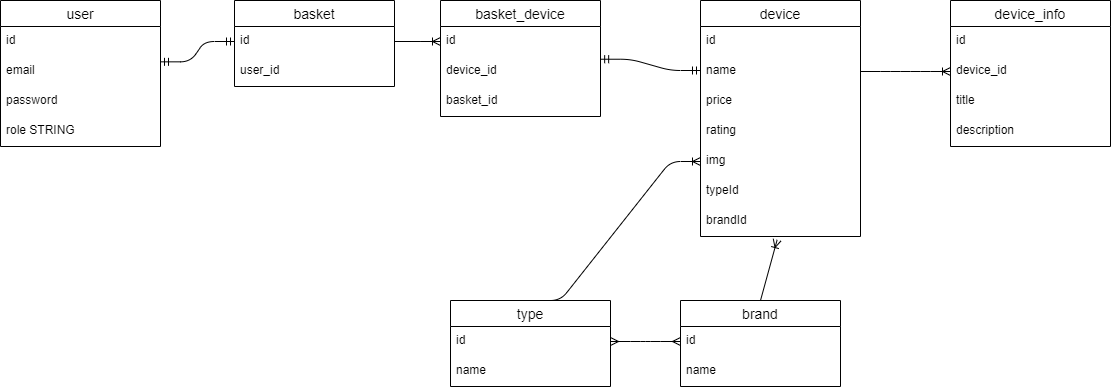 user
id
email
password
role STRING
basket
id
user_id
basket_device
id
device_id
basket_id
device
id
name
price
rating
img
typeId
brandId
device_info
id
device_id
title
description
type
id
name
brand
id
name